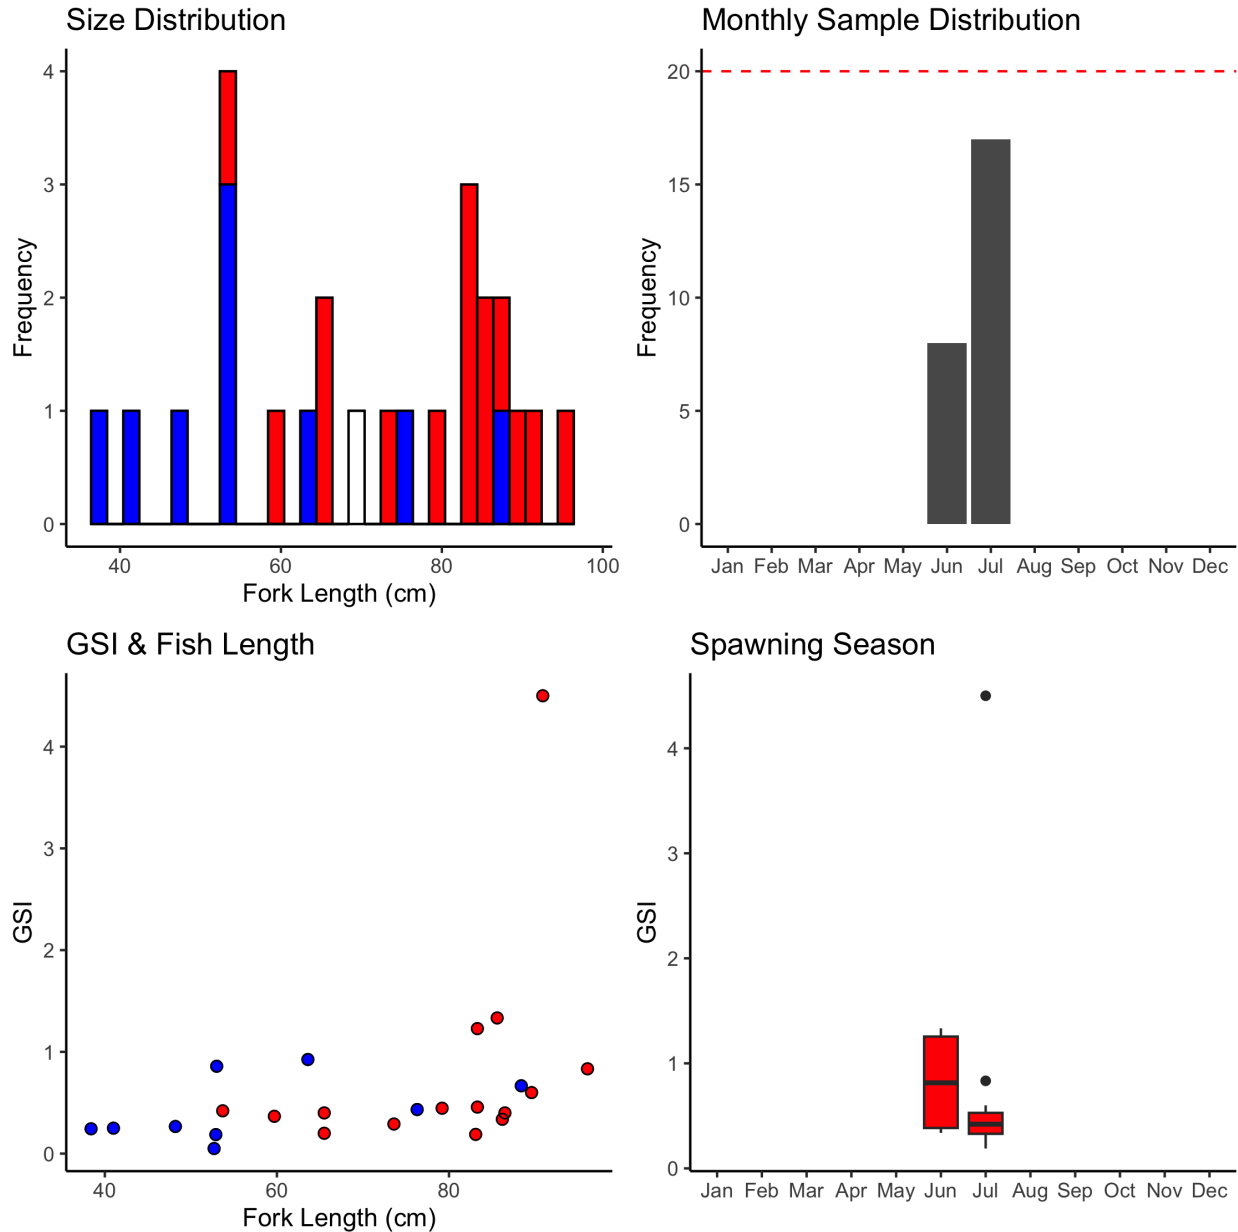 Size Distribution
4
3
2
1
0
Frequency
40 60 80 100
Fork Length (cm)
Monthly Sample Distribution
20
15
10
5
0
Frequency
Jan Feb Mar Apr May Jun Jul Aug Sep Oct Nov Dec
GSI & Fish Length
4
3
2
1
0
GSI
40 60 80
Fork Length (cm)
Spawning Season
4
3
2
1
0
GSI
Jan Feb Mar Apr May Jun Jul Aug Sep Oct Nov Dec